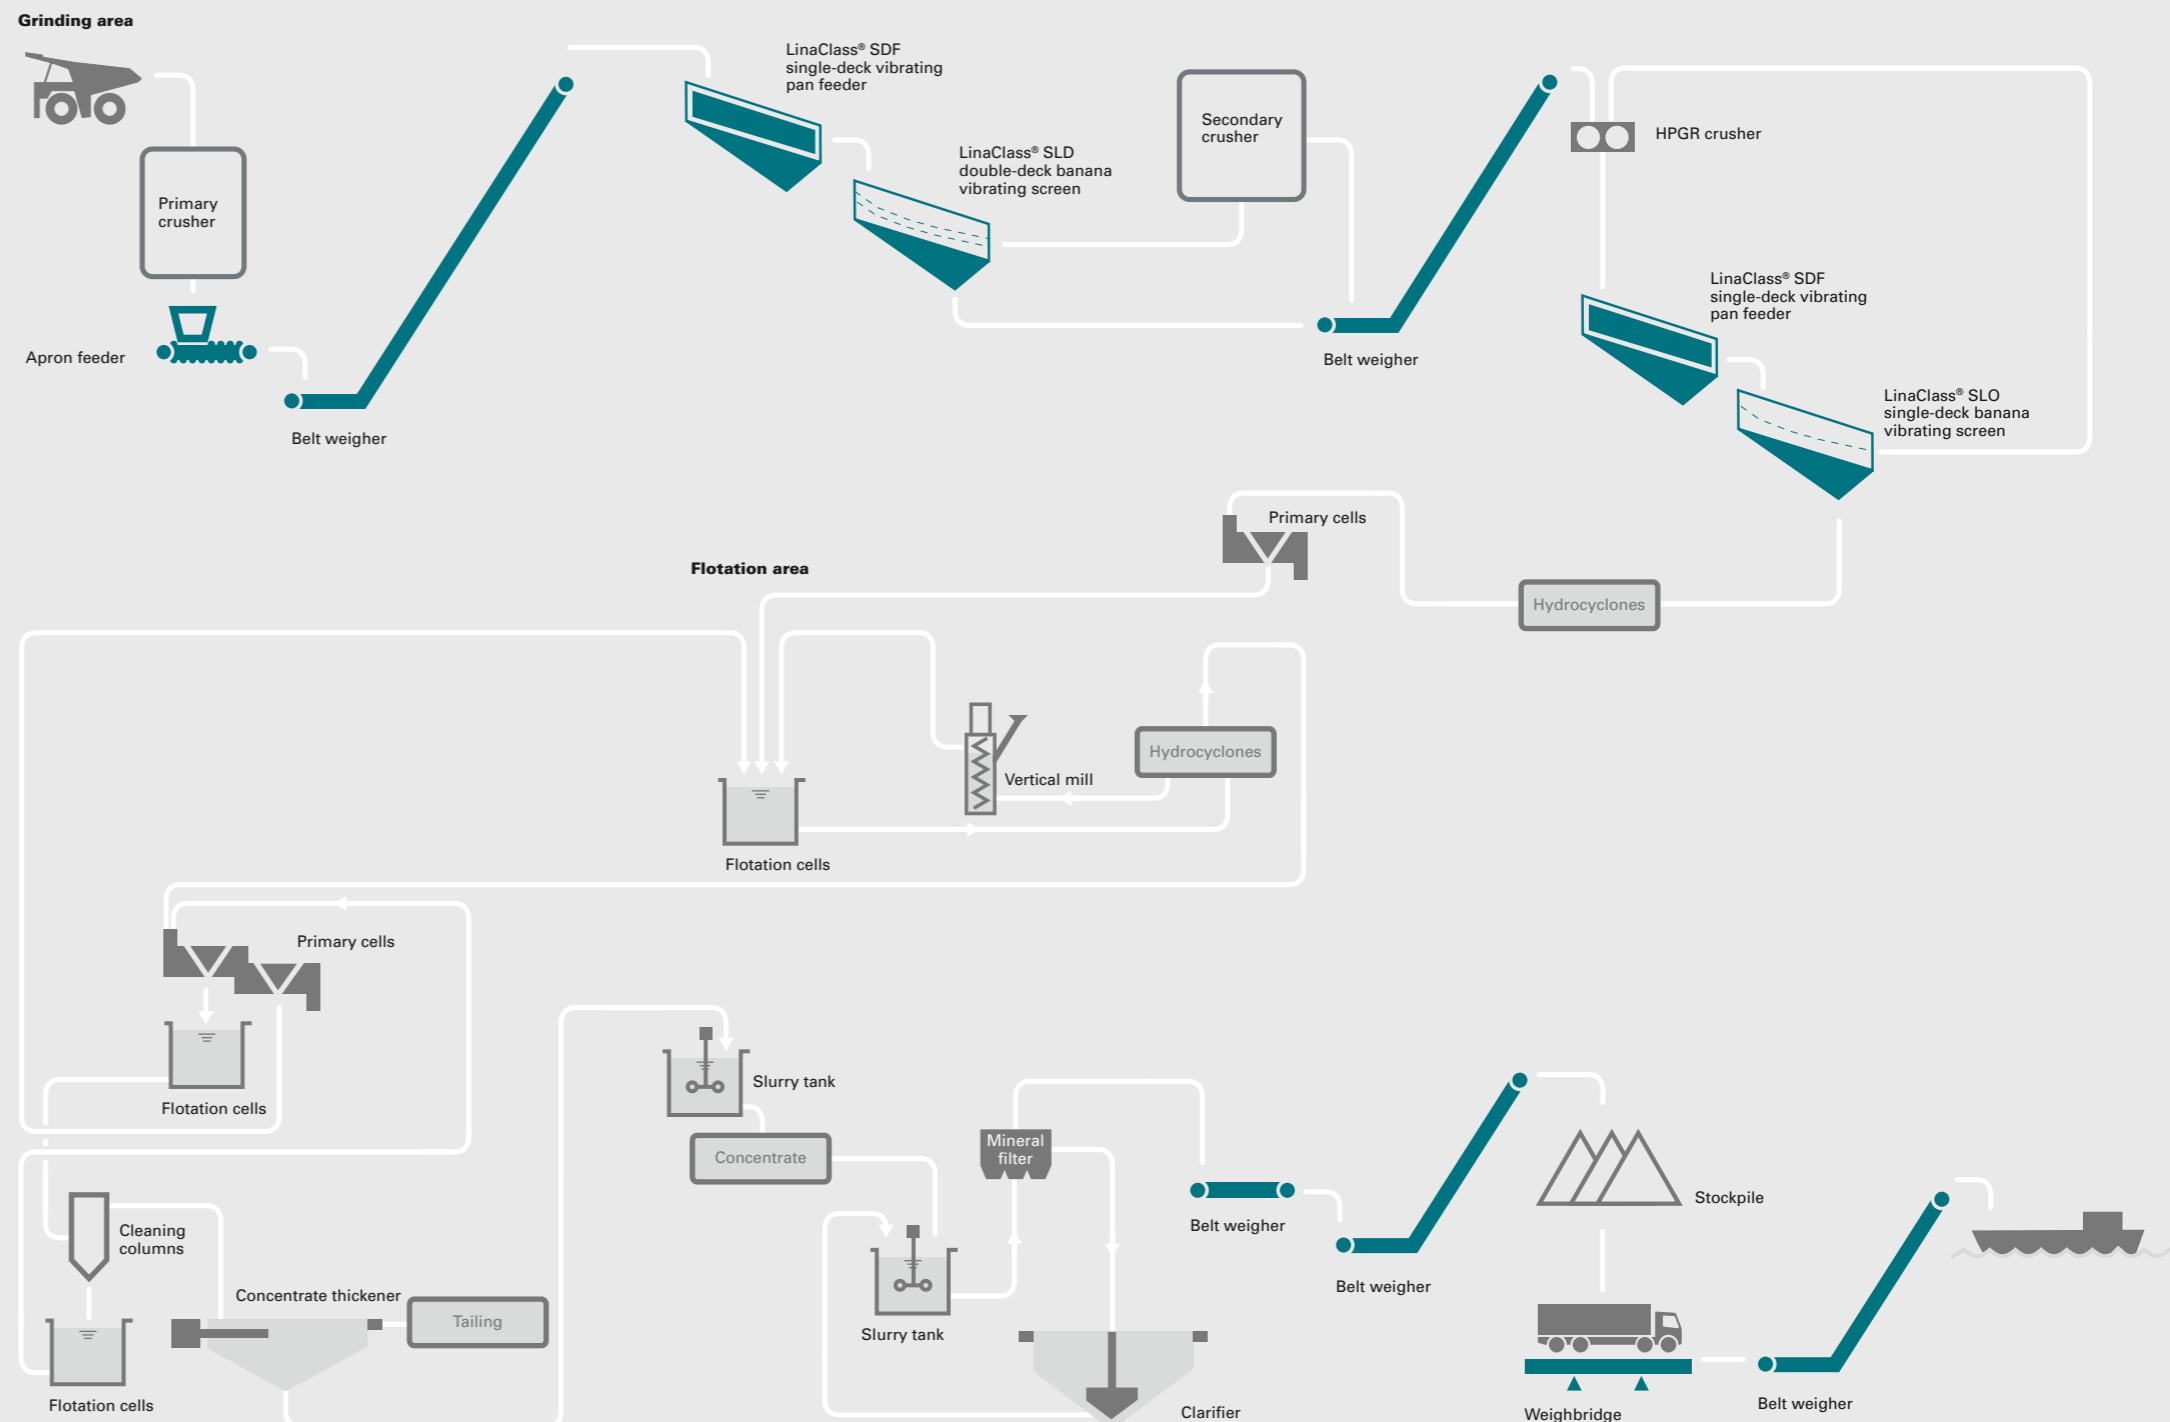 Grinding area
LinaClass® SDF
single-deck vibrating
pan feeder
LinaClass® SLD
double-deck banana
vibrating screen
Secondary
crusher
HPGR crusher
Primary
crusher
LinaClass® SDF
single-deck vibrating
pan feeder
Apron feeder
Belt weigher
LinaClass® SLO
single-deck banana
vibrating screen
Belt weigher
Primary cells
Flotation area
Hydrocyclones
Hydrocyclones
Vertical mill
Flotation cells
Primary cells
Slurry tank
Flotation cells
Mineral
filter
Concentrate
Stockpile
Belt weigher
Cleaning
columns
Belt weigher
Concentrate thickener
Tailing
Slurry tank
Flotation cells
Clarifier
Weighbridge
Belt weigher